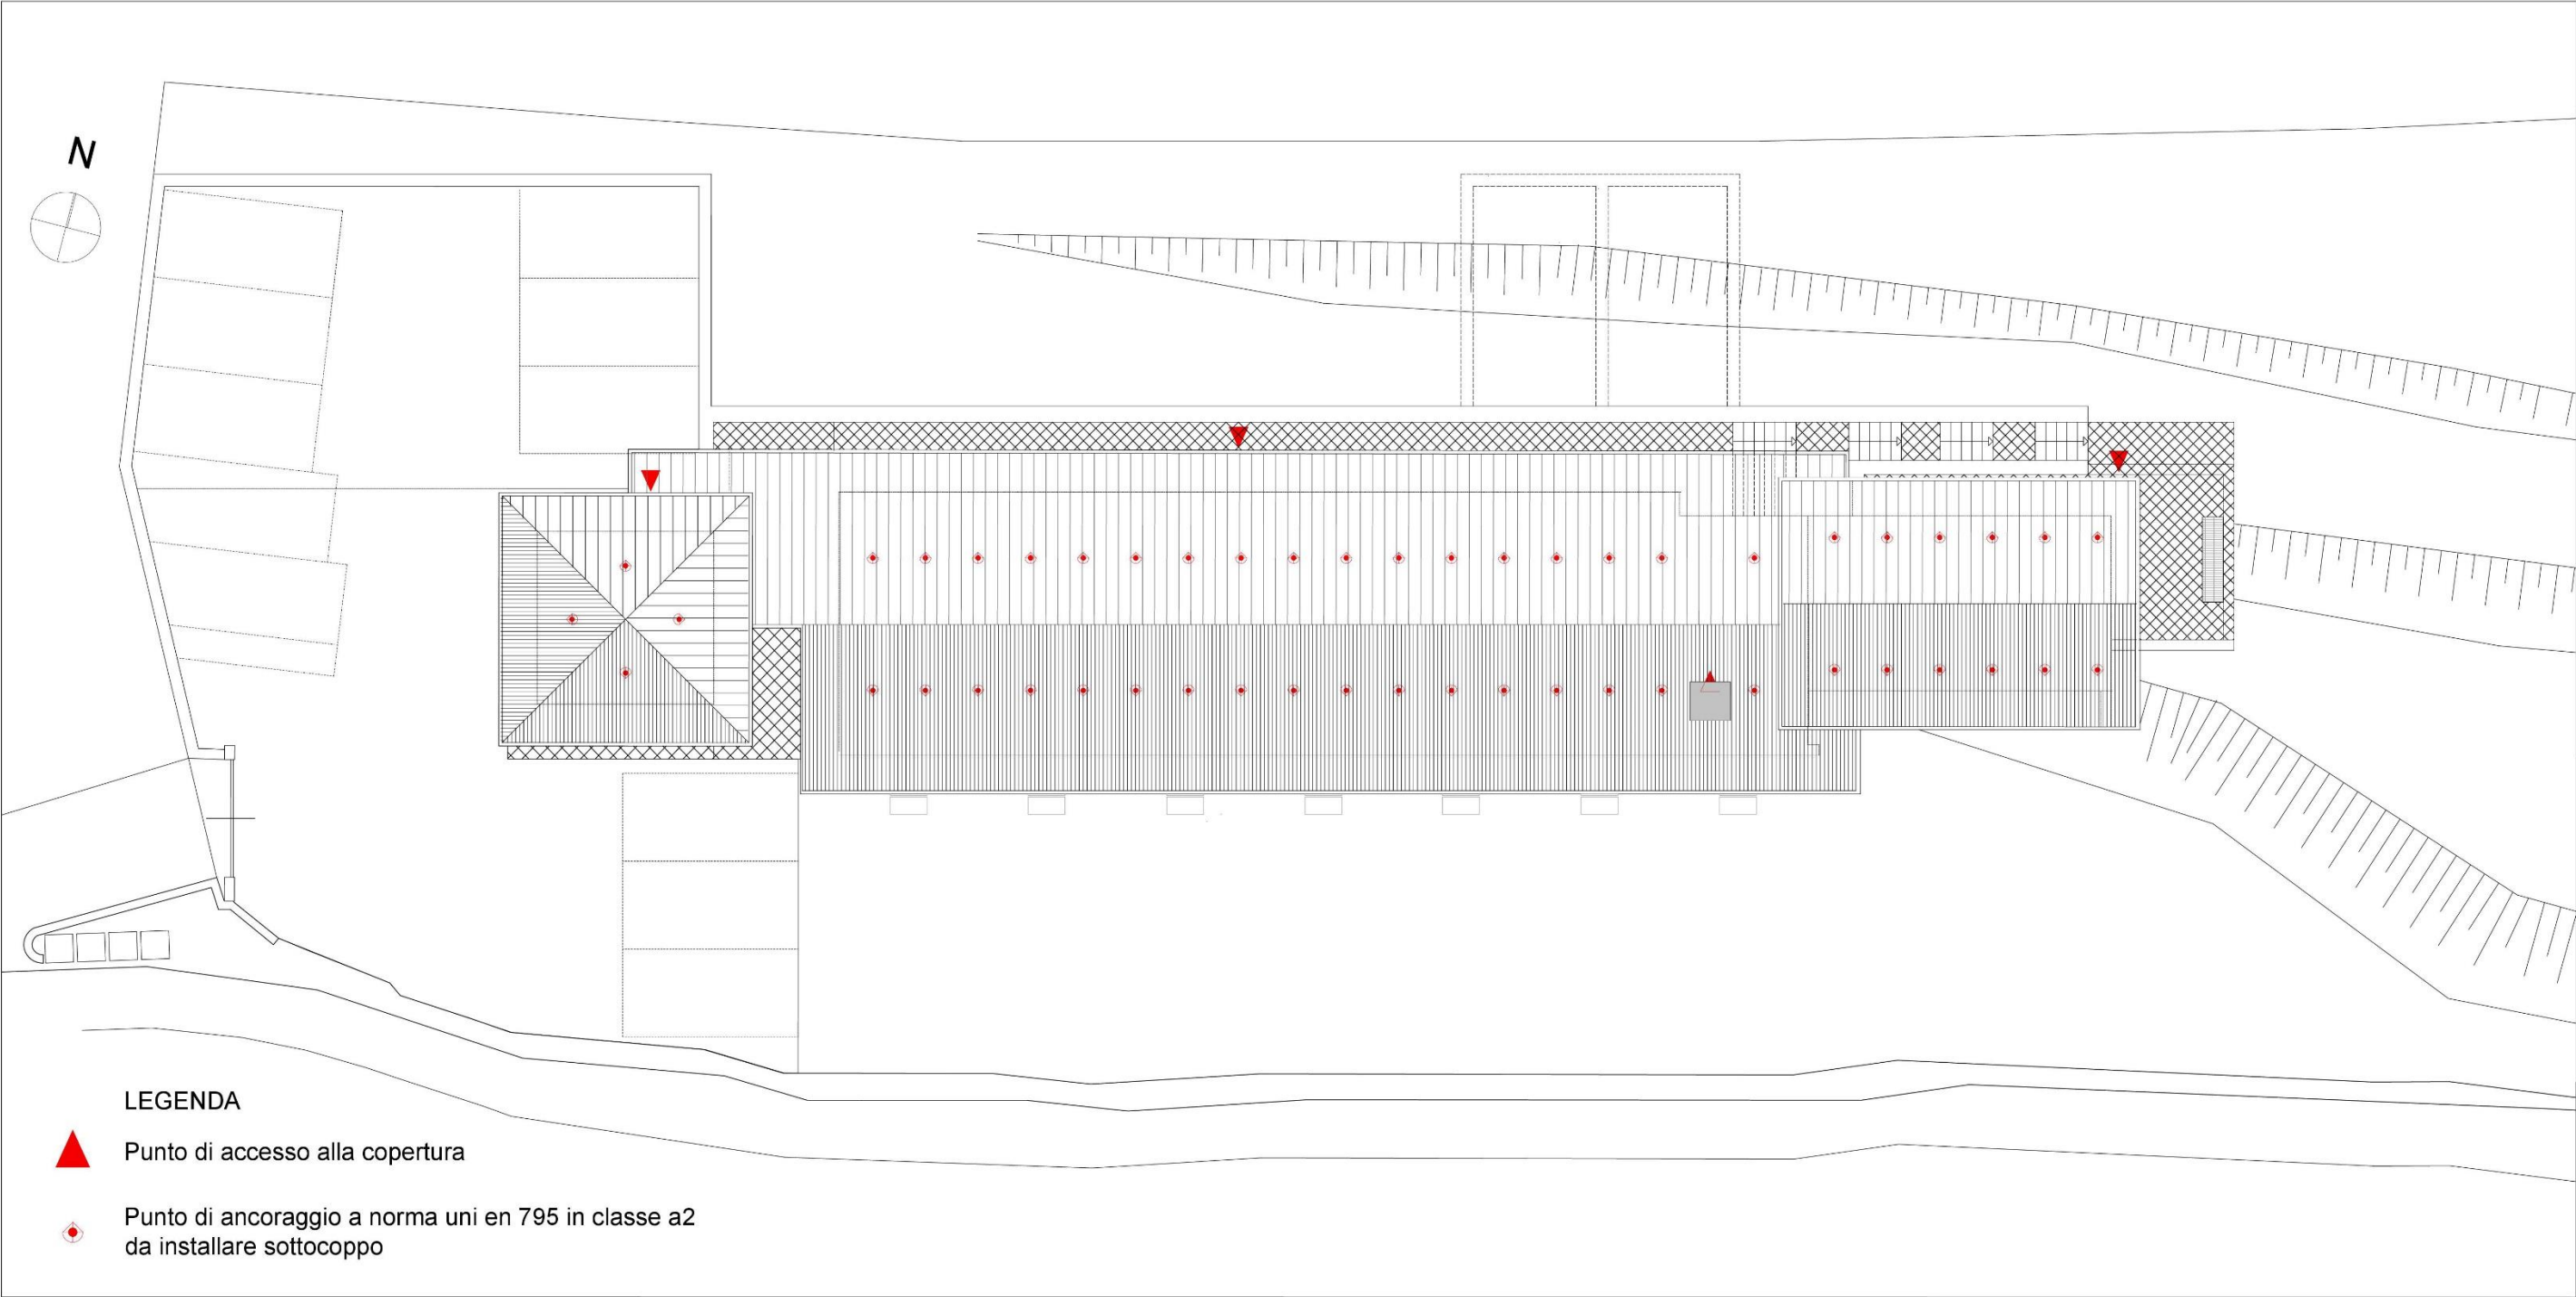 N
LEGENDA
Punto di accesso alla copertura
Punto di ancoraggio a norma uni en 795 in classe a2
da installare sottocoppo